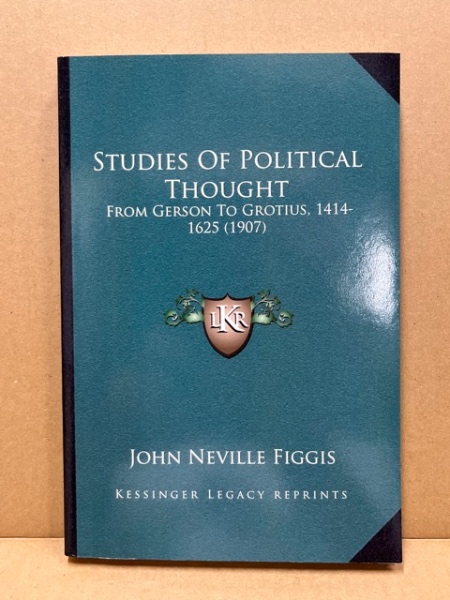 STUDIES OF POLITICAL
THOUGHT
FROM GERSON TO GROTIUS, 1414-
1625 (1907)
LKR
JOHN NEVILLE FIGGIS
KESSINGER LEGACY REPRINTS